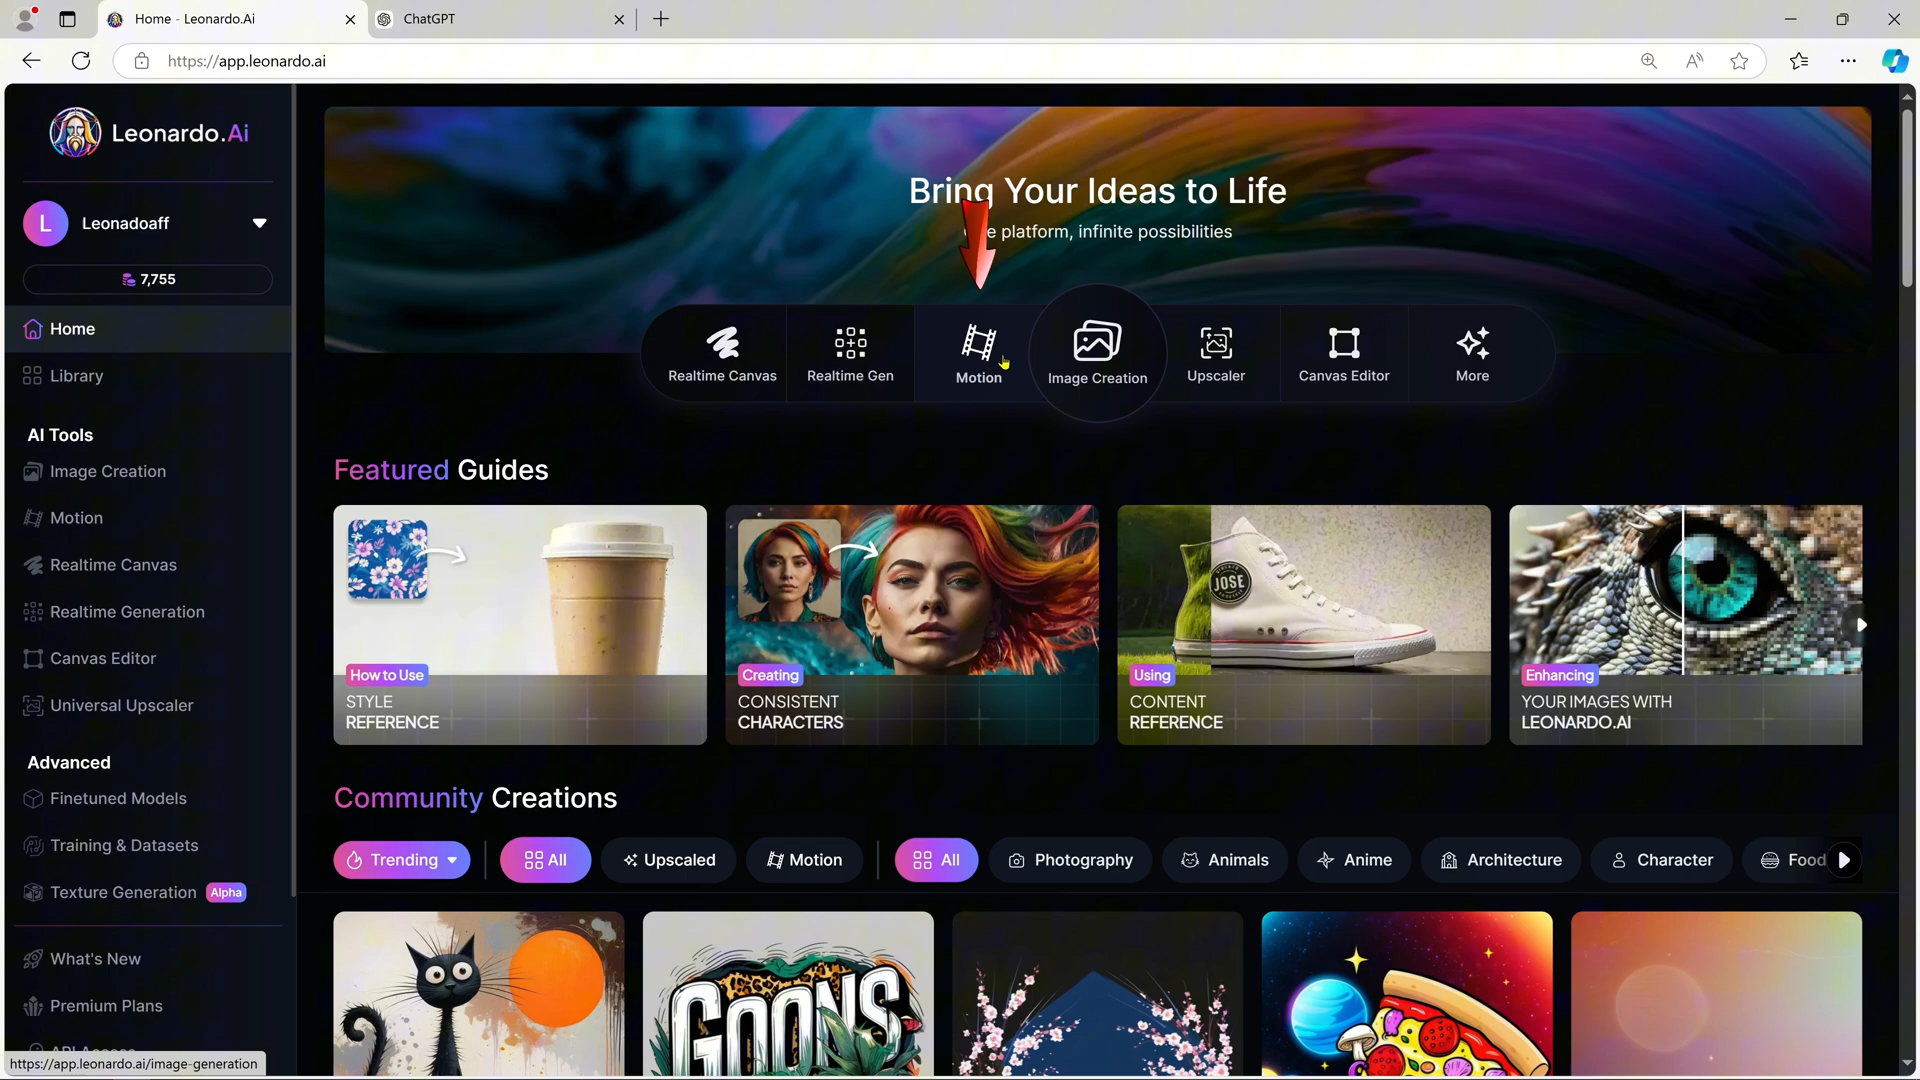 Home - Leonardo.Ai
ChatGPT
https://app.leonardo.ai
Leonardo.Ai
L
Leonadoaff
7,755
Home
Library
AI Tools
Image Creation
Motion
Realtime Canvas
Realtime Generation
Canvas Editor
Universal Upscaler
Advanced
Finetuned Models
Training & Datasets
Texture Generation Alpha
What's New
Premium Plans
https://app.leonardo.ai/image-generation
Bring Your Ideas to Life
platform, infinite possibilities
Realtime Canvas
Realtime Gen
Motion
Image Creation
Upscaler
Canvas Editor
More
Featured Guides
How to Use
STYLE
REFERENCE
Creating
CONSISTENT
CHARACTERS
JOSE
Using
CONTENT
REFERENCE
Enhancing
YOUR IMAGES WITH
LEONARDO.AI
Community Creations
Trending
All
Upscaled
Motion
All
Photography
Animals
Anime
Architecture
Character
Food
GOONS